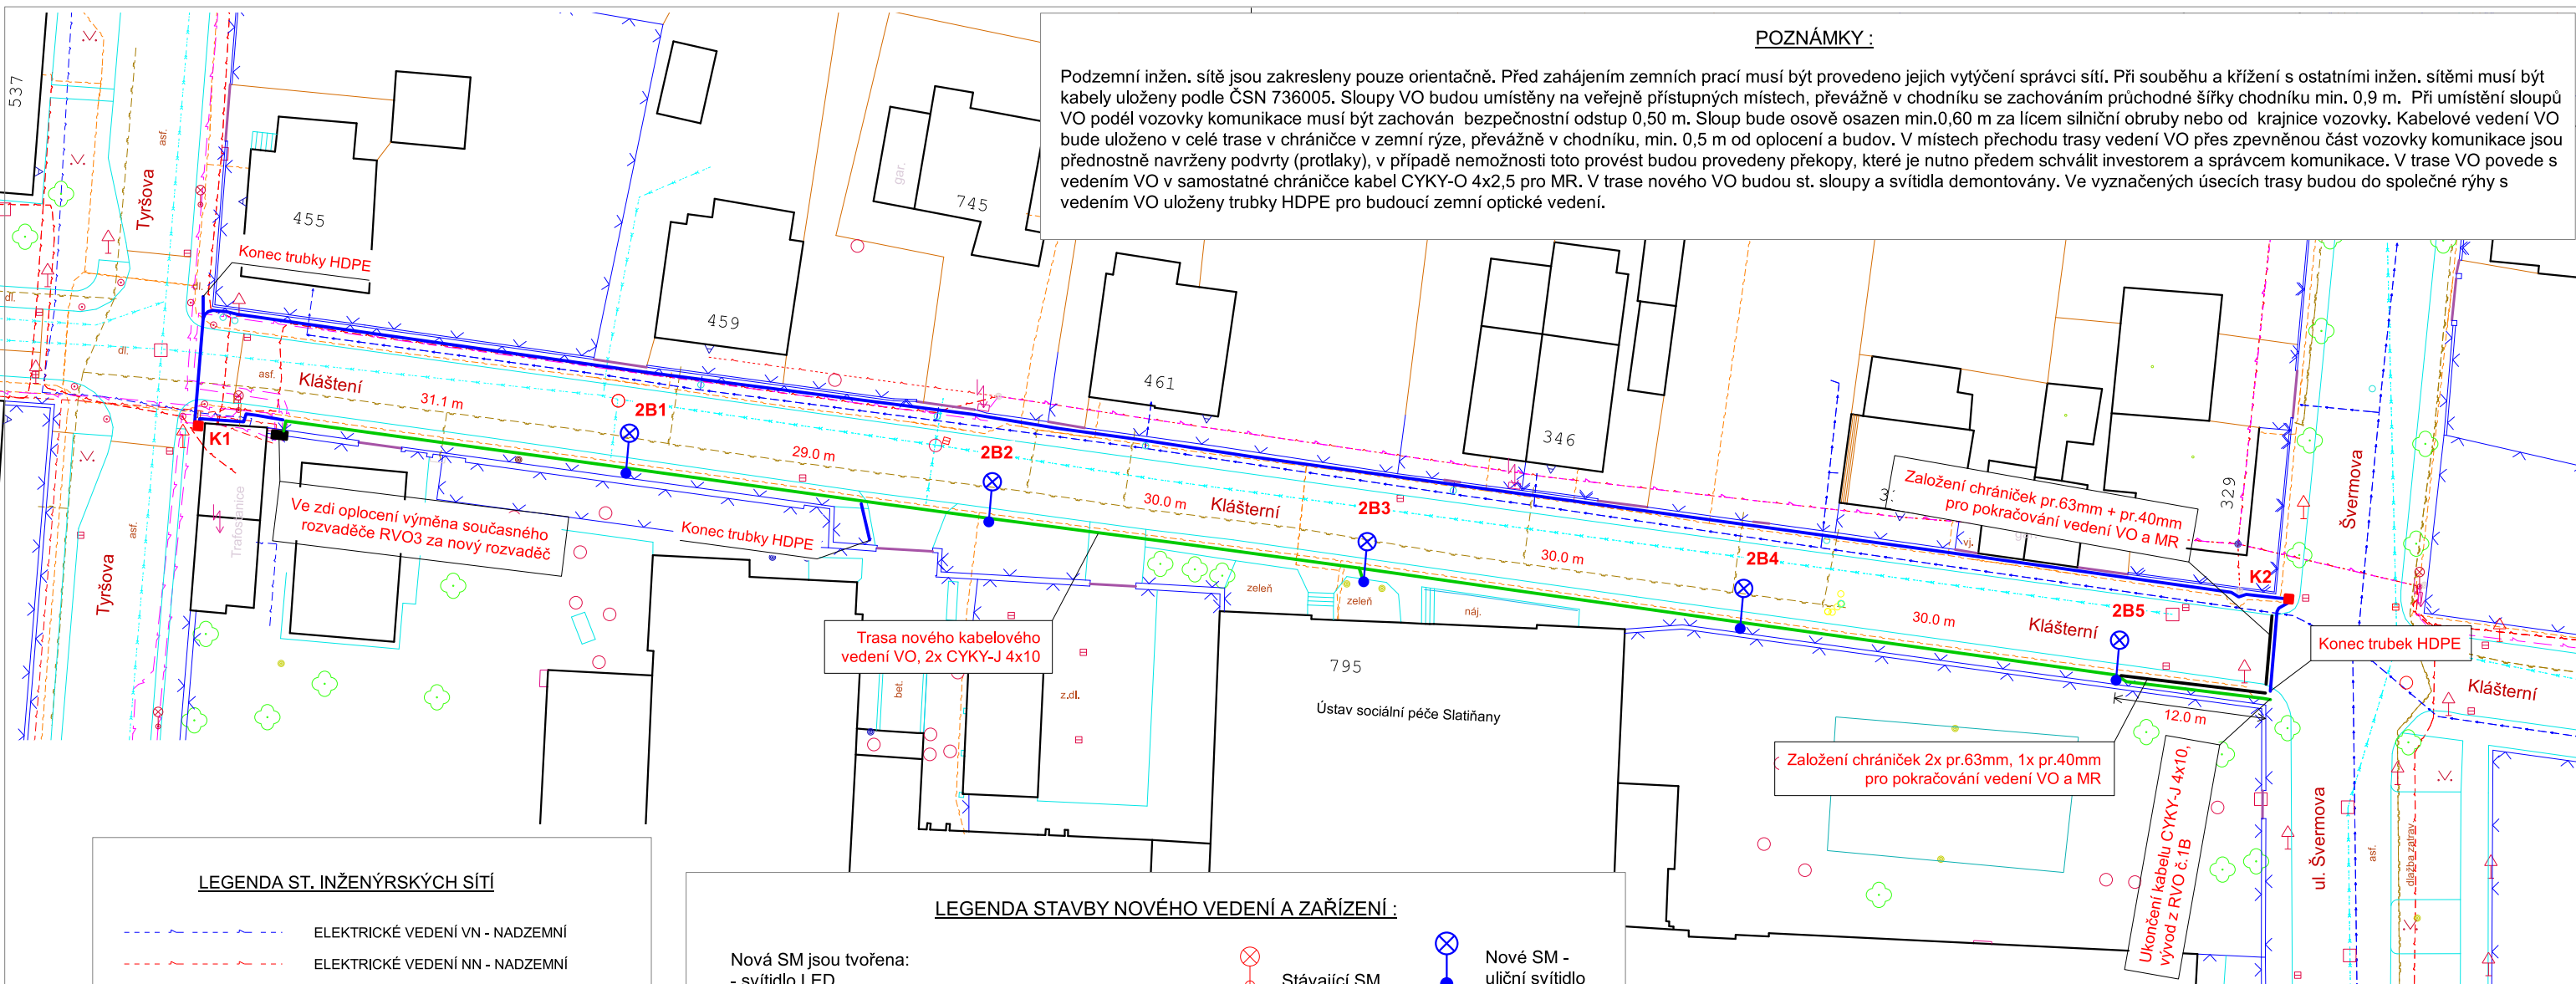 POZNÁMKY :
Podzemní inžen. sítě jsou zakresleny pouze orientačně. Před zahájením zemních prací musí být provedeno jejich vytýčení správci sítí. Při souběhu a křížení s ostatními inžen. sítěmi musí být
kabely uloženy podle ČSN 736005. Sloupy VO budou umístěny na veřejně přístupných místech, převážně v chodníku se zachováním průchodné šířky chodníku min. 0,9 m. Při umístění sloupů
VO podél vozovky komunikace musí být zachován bezpečnostní odstup 0,50 m. Sloup bude osově osazen min.0,60 m za lícem silniční obruby nebo od krajnice vozovky. Kabelové vedení VO
bude uloženo v celé trase v chráničce v zemní rýze, převážně v chodníku, min. 0,5 m od oplocení a budov. V místech přechodu trasy vedení VO přes zpevněnou část vozovky komunikace jsou
přednostně navrženy podvrty (protlaky), v případě nemožnosti toto provést budou provedeny překopy, které je nutno předem schválit investorem a správcem komunikace. V trase VO povede s
vedením VO v samostatné chráničce kabel CYKY-O 4x2,5 pro MR. V trase nového VO budou st. sloupy a svítidla demontovány. Ve vyznačených úsecích trasy budou do společné rýhy s
vedením VO uloženy trubky HDPE pro budoucí zemní optické vedení.
537
asf.
Tyršova
455
gar.
745
Konec trubky HDPE
dl.
dl.
459
dl.
asf.
Kláštení
31.1 m
2B1
K1
461
29.0 m
2B2
346
30.0 m
Klášterní
2B3
30.0 m
2B4
Založení chrániček pr.63mm + pr.40mm
pro pokračování vedení VO a MR
vj.
329
Švermova
K2
Trafostanice
Ve zdi oplocení výměna současného
rozvaděče RVO3 za nový rozvaděč
Konec trubky HDPE
asf.
Tyršova
zeleň
zeleň
náj.
30.0 m
Klášterní
2B5
Konec trubek HDPE
Klášterní
Trasa nového kabelového
vedení VO, 2x CYKY-J 4x10
bet.
z.dl.
795
Ústav sociální péče Slatiňany
12.0 m
Založení chrániček 2x pr.63mm, 1x pr.40mm
pro pokračování vedení VO a MR
Ukončení kabelu CYKY-J 4x10,
vývod z RVO č.1B
ul. Švermova
asf.
dlažba zatrav.
LEGENDA ST. INŽENÝRSKÝCH SÍTÍ
ELEKTRICKÉ VEDENÍ VN - NADZEMNÍ
ELEKTRICKÉ VEDENÍ NN - NADZEMNÍ
LEGENDA STAVBY NOVÉHO VEDENÍ A ZAŘÍZENÍ :
Nová SM jsou tvořena:
- svítidlo LED
Stávající SM
Nové SM -
uliční svítidlo